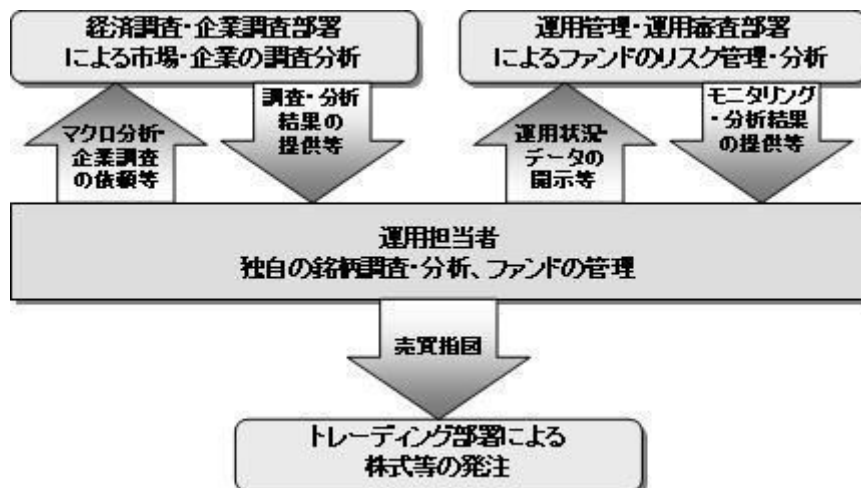 経済調査・企業調査部署
による市場・企業の調査分析
運用管理・運用審査部署
によるファンドのリスク管理・分析
マクロ分析・
企業調査
の依頼等
調査・分析
結果の
提供等
運用状況・
データの
開示等
モニタリング
・分析結果
の提供等
運用担当者
独自の銘柄調査・分析、ファンドの管理
売買指図
トレーディング部署による
株式等の発注